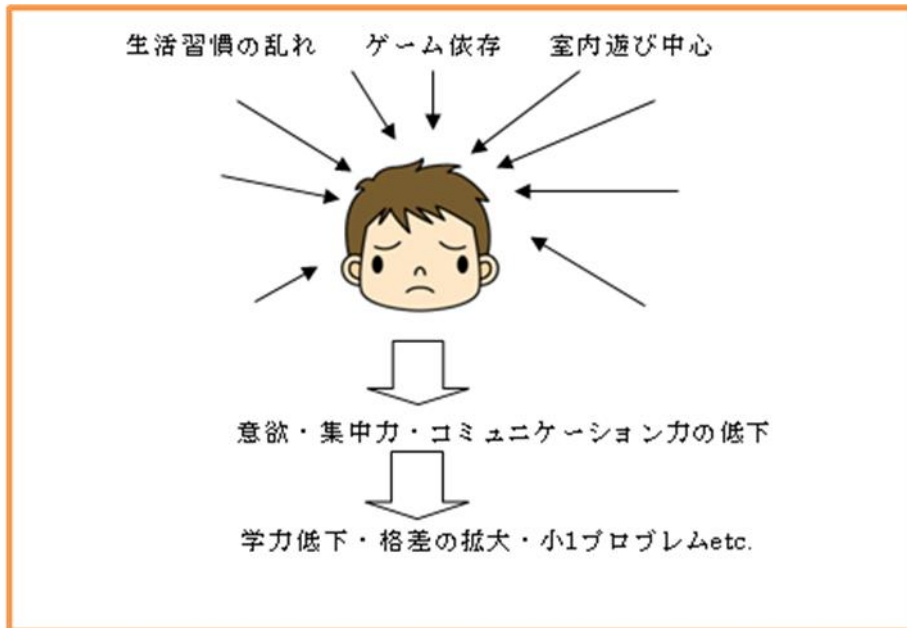 生活習慣の乱れ　ゲーム依存　室内遊び中心
意欲・集中力・コミュニケーション力の低下
学力低下・格差の拡大・小1プロブレムetc.